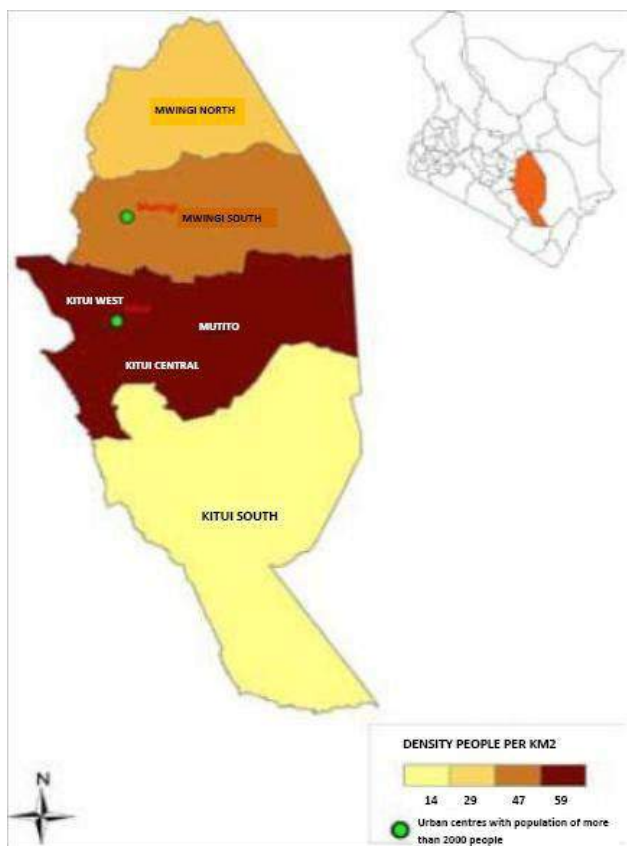 MWINGI NORTH
Mwingi
MWINGI SOUTH
KITUI WEST
MUTITO
KITUI CENTRAL
KITUI SOUTH
N
DENSITY PEOPLE PER KM2
14 29 47 59
Urban centres with population of more
than 2000 people